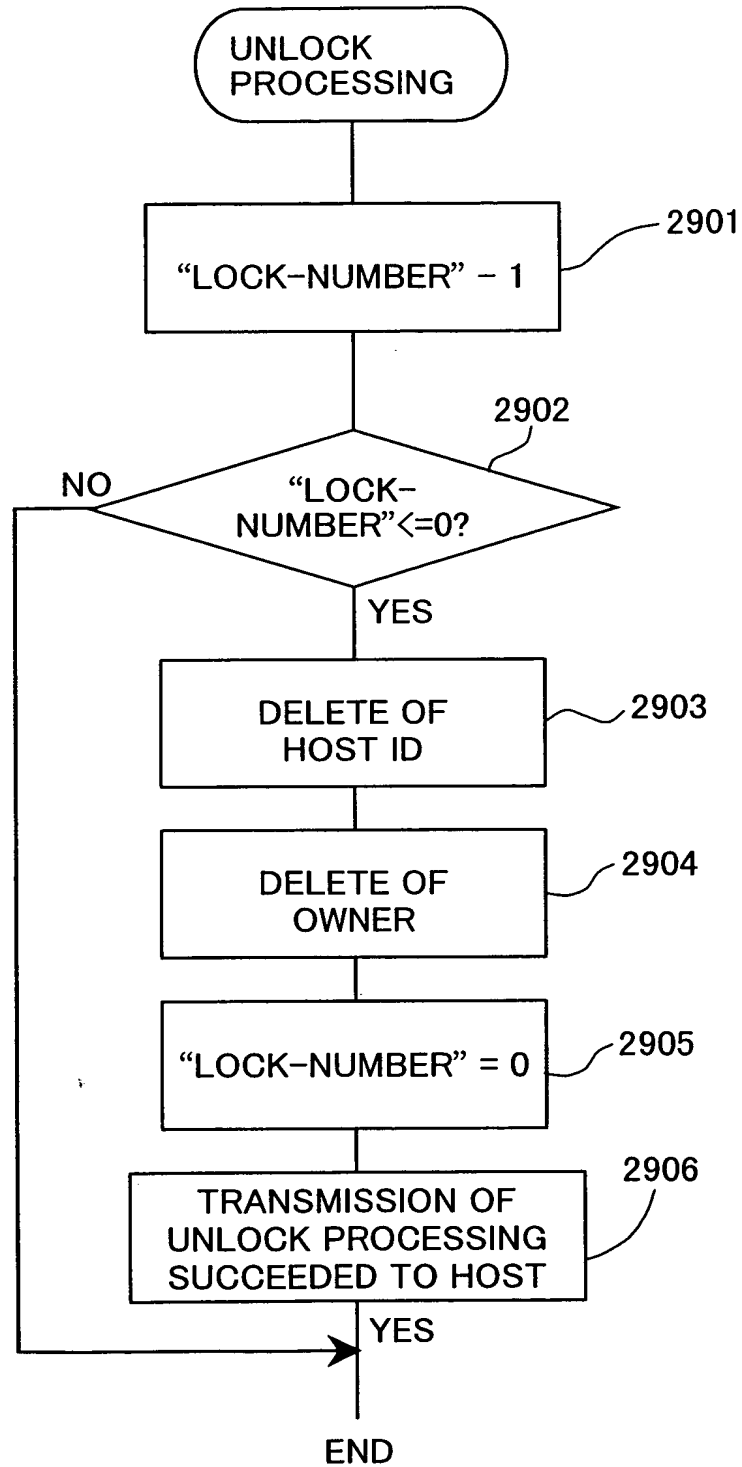 UNLOCK
PROCESSING
2901
“LOCK-NUMBER” - 1
2902
NO
“LOCK-
NUMBER”<=0?
YES
DELETE OF
HOST ID
2903
DELETE OF
OWNER
2904
“LOCK-NUMBER” = 0
2905
2906
TRANSMISSION OF
UNLOCK PROCESSING
SUCCEEDED TO HOST
YES
END